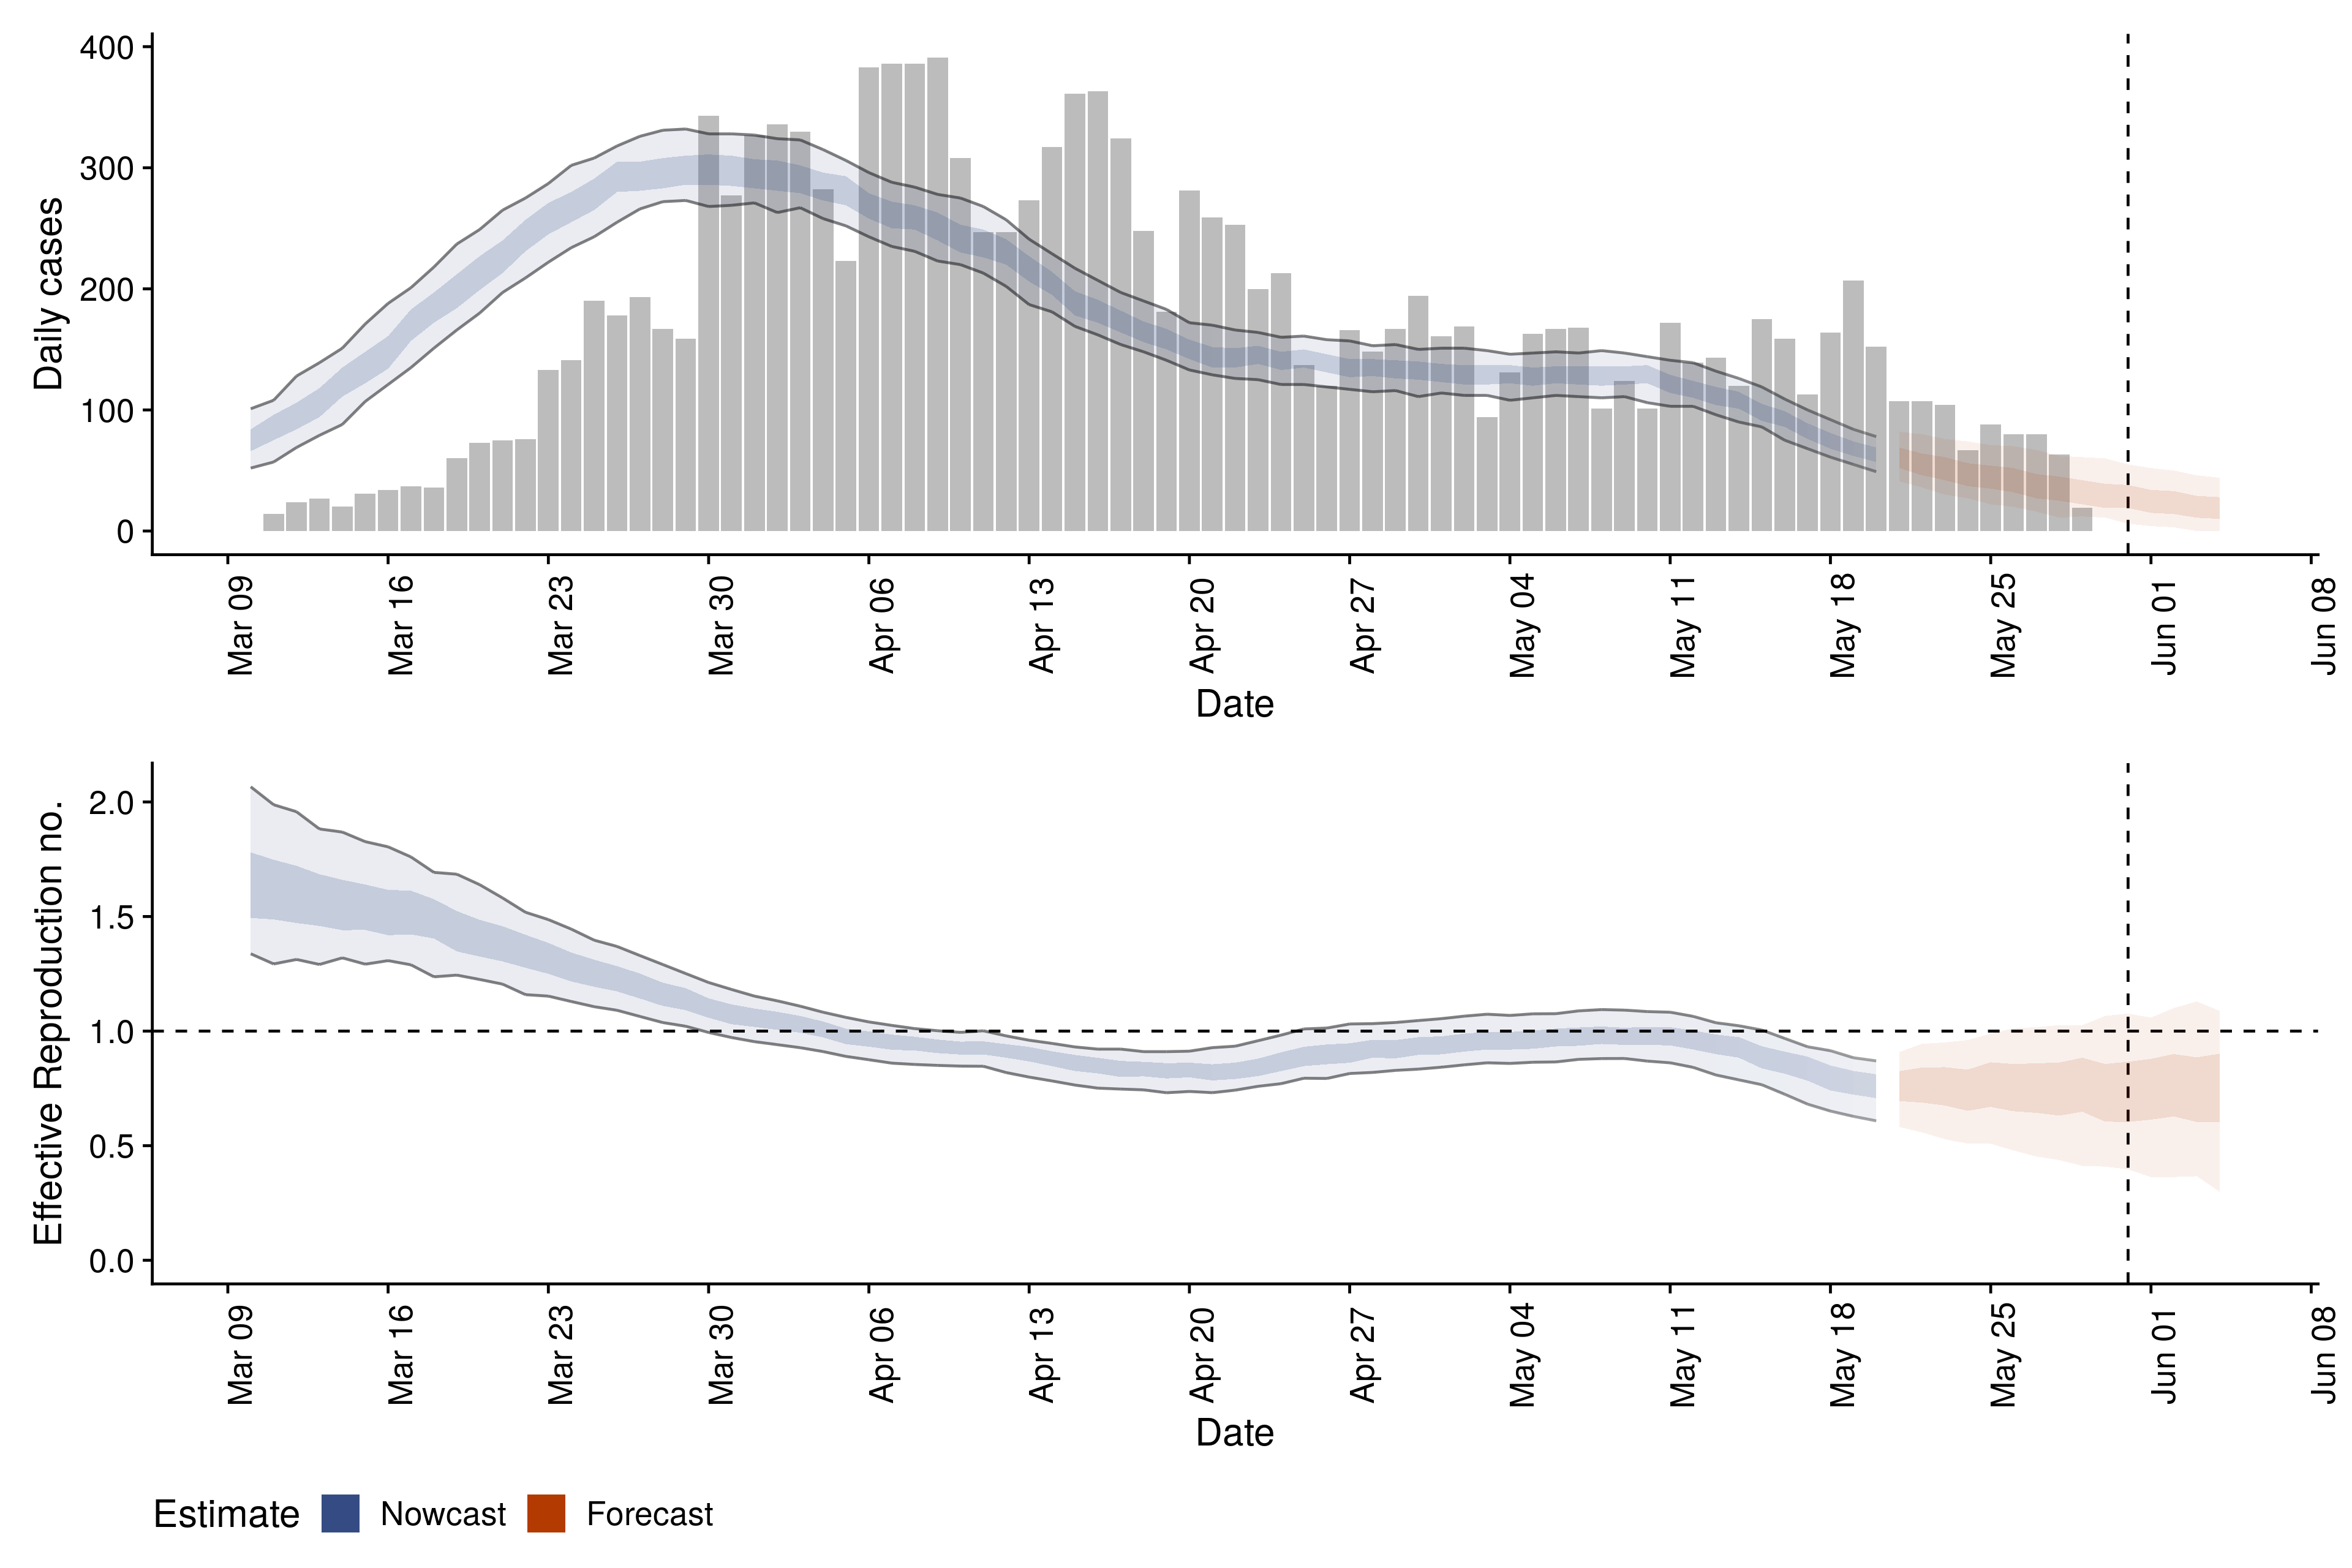 Daily cases
400
300
200
100
0
Mar 09
Mar 16
Mar 23
Mar 30
Apr 06
Apr 13
Apr 20
Apr 27
May 04
May 11
May 18
May 25
Jun 01
Jun 08
Date
Effective Reproduction no.
2.0
1.5
1.0
0.5
0.0
Mar 09
Mar 16
Mar 23
Mar 30
Apr 06
Apr 13
Apr 20
Apr 27
May 04
May 11
May 18
May 25
Jun 01
Jun 08
Date
Estimate Nowcast Forecast